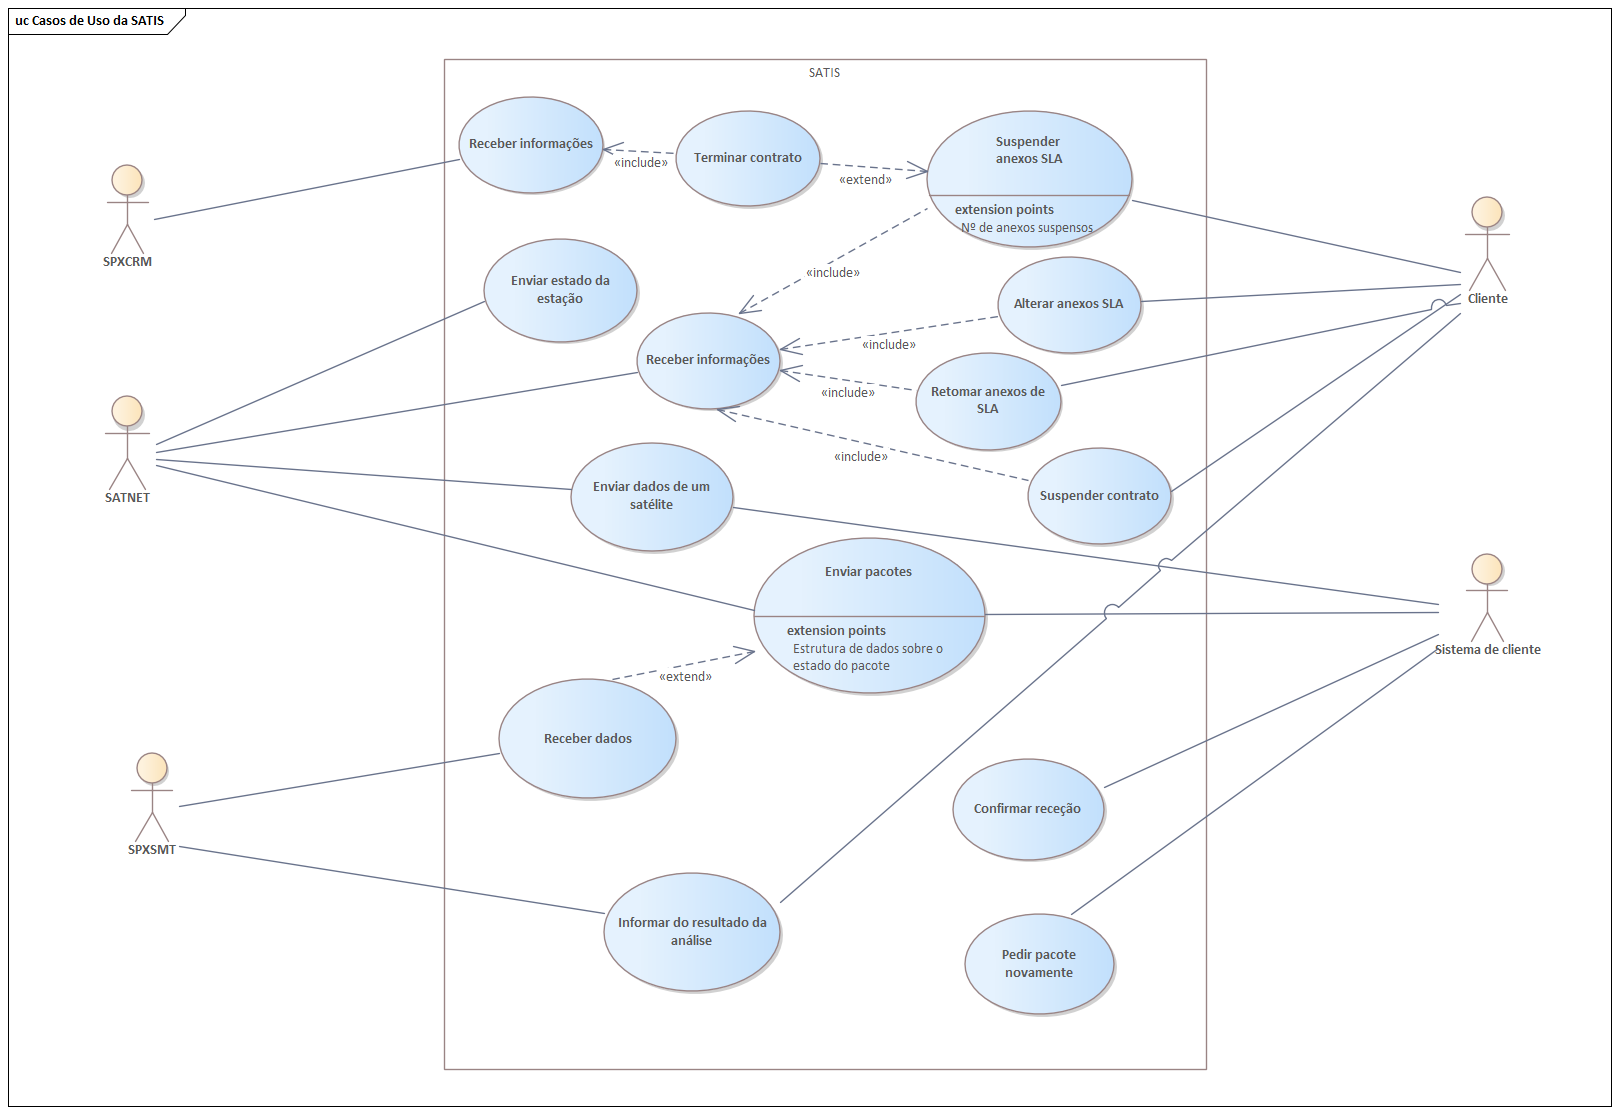 uc Casos de Uso da SATIS
SATIS
Receber informações
«include»
Terminar contrato
«extend»
Suspender
anexos SLA
extension points
Nº de anexos suspensos
SPXCRM
Cliente
Enviar estado da
estação
«include»
Alterar anexos SLA
«include»
Receber informações
«include»
Retomar anexos de
SLA
«include»
Suspender contrato
SATNET
Enviar dados de um
satélite
Enviar pacotes
extension points
Estrutura de dados sobre o
estado do pacote
«extend»
Sistema de cliente
Receber dados
SPXSMT
Confirmar receção
Informar do resultado da
análise
Pedir pacote
novamente